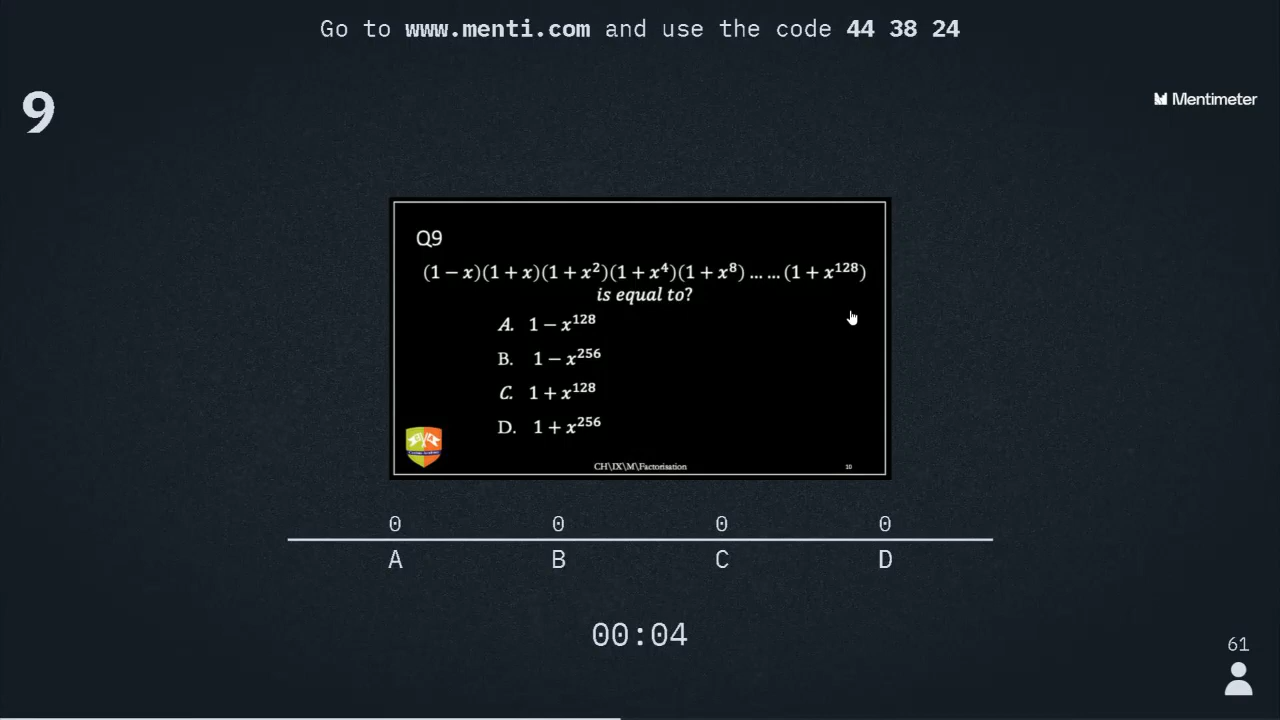 Go to www.menti.com and use the code 44 38 24
9
Mentimeter
Q9
(1 − x)(1 + x)(1 + x²)(1 + x⁴)(1 + x⁸) … … (1 + x¹²⁸)
is equal to?
A. 1 − x¹²⁸
B. 1 − x²⁵⁶
C. 1 + x¹²⁸
D. 1 + x²⁵⁶
CH\IX\M\Factorisation
10
0 0 0 0
A B C D
00:04
61